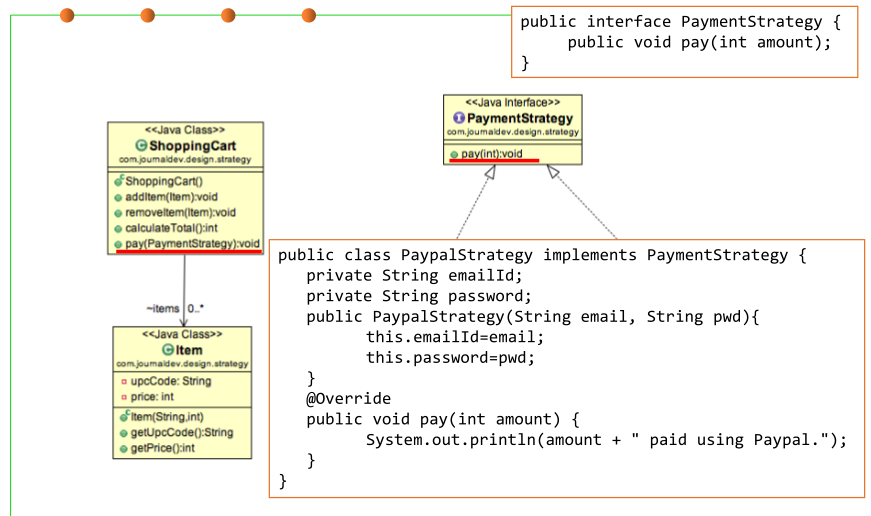 public interface PaymentStrategy {
public void pay(int amount);
}
<<Java Class>>
ShoppingCart
com.journaldev.design.strategy
ShoppingCart()
addItem(Item):void
removeItem(Item):void
calculateTotal():int
pay(PaymentStrategy):void
<<Java Interface>>
PaymentStrategy
com.journaldev.design.strategy
pay(int):void
~items 0..*
<<Java Class>>
Item
com.journaldev.design.strategy
upcCode: String
price: int
Item(String,int)
getUpcCode():String
getPrice():int
public class PaypalStrategy implements PaymentStrategy {
private String emailId;
private String password;
public PaypalStrategy(String email, String pwd){
this.emailId=email;
this.password=pwd;
}
@Override
public void pay(int amount) {
System.out.println(amount + " paid using Paypal.");
}
}